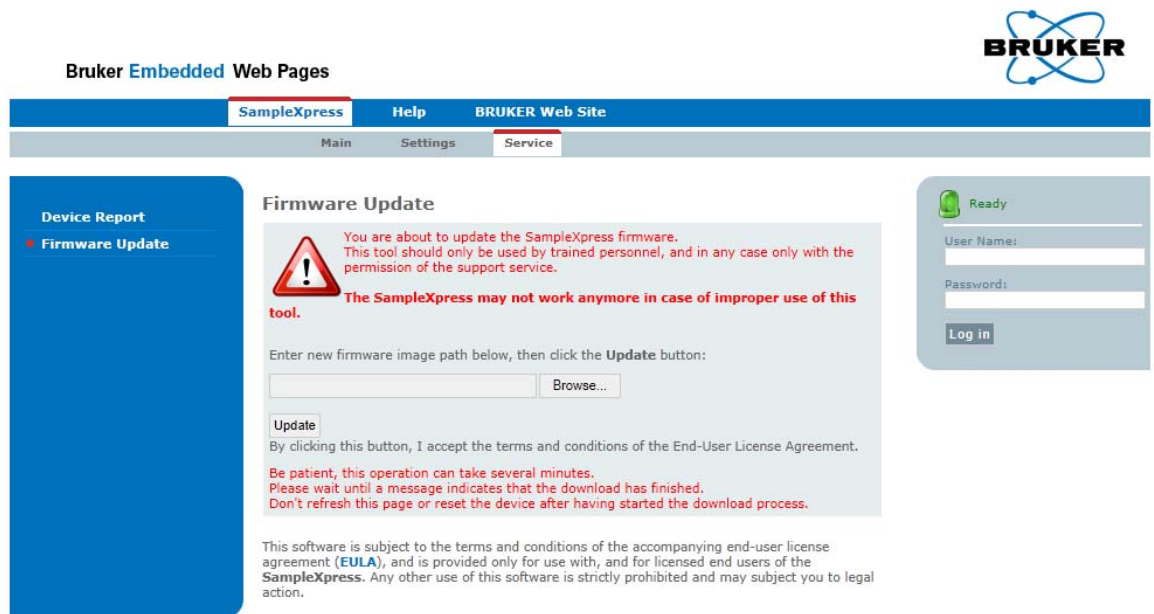 BRUKER
Bruker Embedded Web Pages
SampleXpress Help BRUKER Web Site
Main Settings Service
Device Report
Firmware Update
Firmware Update
You are about to update the SampleXpress firmware.
This tool should only be used by trained personnel, and in any case only with the
permission of the support service.
The SampleXpress may not work anymore in case of improper use of this
tool.
Enter new firmware image path below, then click the Update button:
Browse...
Update
By clicking this button, I accept the terms and conditions of the End-User License Agreement.
Be patient, this operation can take several minutes.
Please wait until a message indicates that the download has finished.
Don't refresh this page or reset the device after having started the download process.
This software is subject to the terms and conditions of the accompanying end-user license
agreement (EULA), and is provided only for use with, and for licensed end users of the
SampleXpress. Any other use of this software is strictly prohibited and may subject you to legal
action.
Ready
User Name:
Password:
Log in